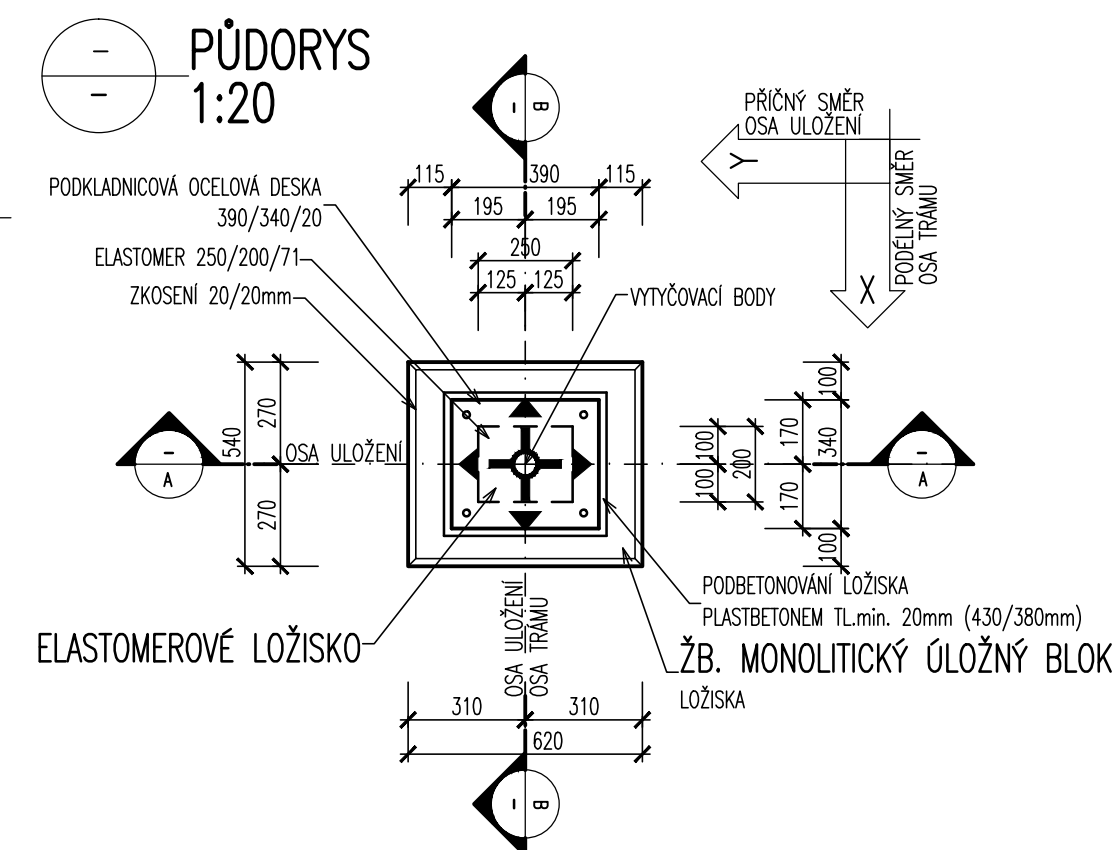 –
–
PŮDORYS
1:20
–
B
PŘÍČNÝ SMĚR
OSA ULOŽENÍ
Y
PODÉLNÝ SMĚR
OSA TRÁMU
X
PODKLADNICOVÁ OCELOVÁ DESKA
390/340/20
ELASTOMER 250/200/71
ZKOSENÍ 20/20mm
115
390
115
195
195
250
125
125
VYTYČOVACÍ BODY
540
270
270
OSA ULOŽENÍ
–
A
100
100
200
170
170
100
340
100
–
A
PODBETONOVÁNÍ LOŽISKA
PLASTBETONEM TL.min. 20mm (430/380mm)
ELASTOMEROVÉ LOŽISKO
ŽB. MONOLITICKÝ ÚLOŽNÝ BLOK
LOŽISKA
OSA ULOŽENÍ
OSA TRÁMU
310
310
620
–
B